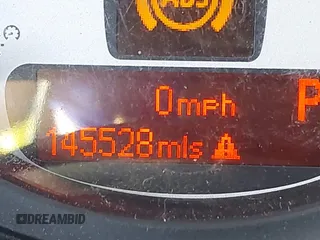 ABS
0mph P
145528mls
DREAMBID